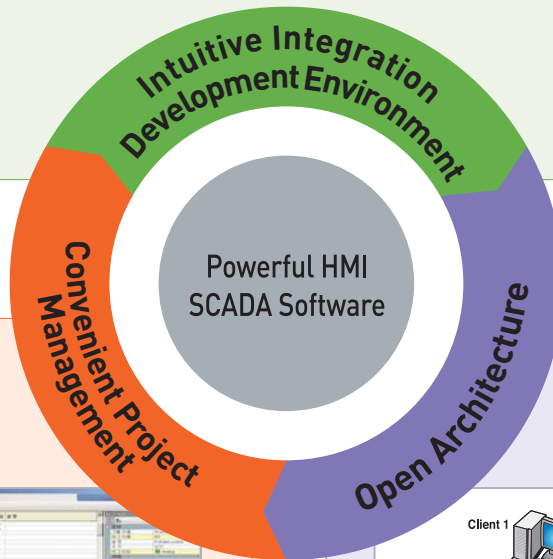 Intuitive Integration
Development Environment
Powerful HMI
SCADA Software
Convenient Project
Management
Open Architecture
Client 1